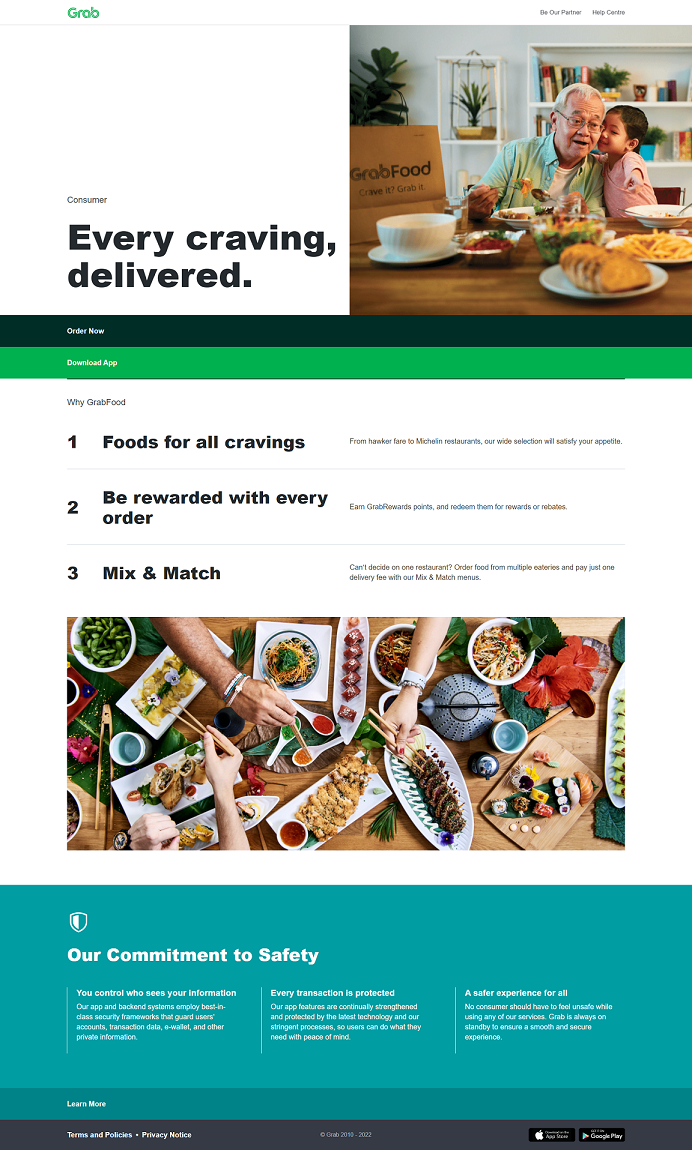 Grab
Be Our Partner
Help Centre
GrabFood
Crave it? Grab it.
Consumer
Every craving,
delivered.
Order Now
Download App
Why GrabFood
1
Foods for all cravings
From hawker fare to Michelin restaurants, our wide selection will satisfy your appetite.
2
Be rewarded with every
order
Earn GrabRewards points, and redeem them for rewards or rebates.
3
Mix & Match
Can't decide on one restaurant? Order food from multiple eateries and pay just one
delivery fee with our Mix & Match menus.
Our Commitment to Safety
You control who sees your information
Our app and backend systems employ best-in-
class security frameworks that guard users'
accounts, transaction data, e-wallet, and other
private information.
Every transaction is protected
Our app features are continually strengthened
and protected by the latest technology and our
stringent processes, so users can do what they
need with peace of mind.
A safer experience for all
No consumer should have to feel unsafe while
using any of our services. Grab is always on
standby to ensure a smooth and secure
experience.
Learn More
Terms and Policies • Privacy Notice
© Grab 2010 - 2022
Download on the
App Store
GET IT ON
Google Play